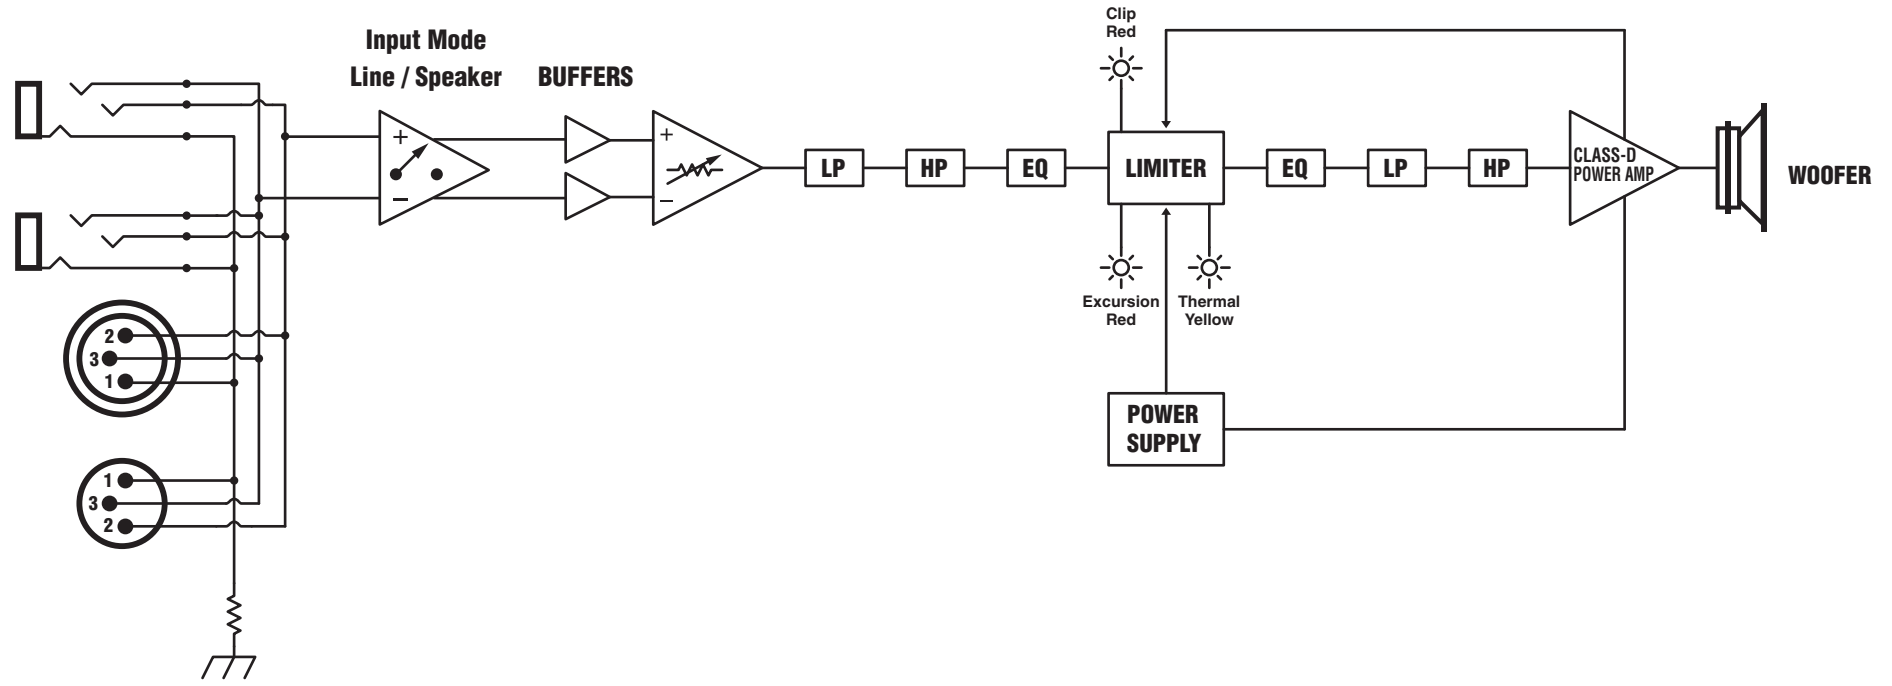 Clip
Red
Input Mode
Line / Speaker
BUFFERS
+
−
+
−
LP
HP
EQ
LIMITER
EQ
LP
HP
CLASS-D
POWER AMP
WOOFER
Excursion
Red
Thermal
Yellow
2
3
1
POWER
SUPPLY
1
3
2